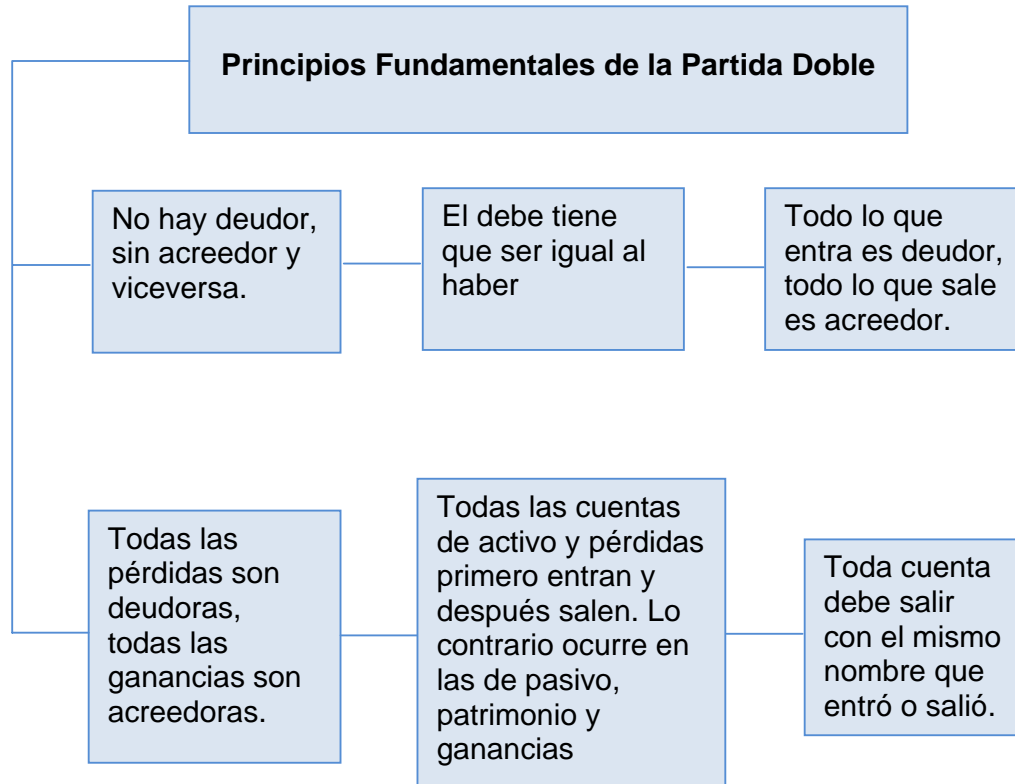 Principios Fundamentales de la Partida Doble
No hay deudor,
sin acreedor y
viceversa.
El debe tiene
que ser igual al
haber
Todo lo que
entra es deudor,
todo lo que sale
es acreedor.
Todas las
pérdidas son
deudoras,
todas las
ganancias son
acreedoras.
Todas las cuentas
de activo y pérdidas
primero entran y
después salen. Lo
contrario ocurre en
las de pasivo,
patrimonio y
ganancias
Toda cuenta
debe salir
con el mismo
nombre que
entró o salió.